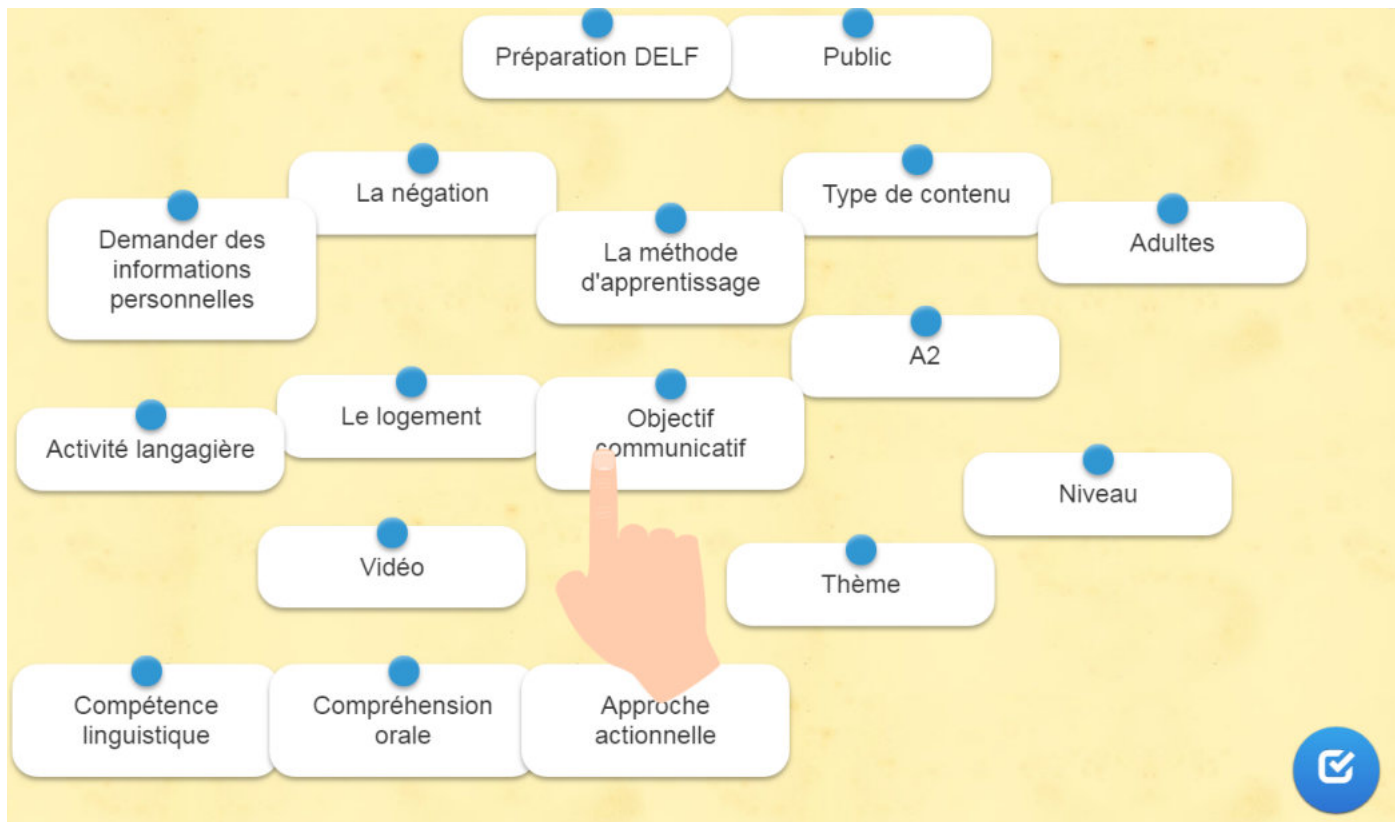 Préparation DELF
Public
La négation
Type de contenu
Demander des
informations
personnelles
La méthode
d'apprentissage
Adultes
A2
Le logement
Objectif
communicatif
Activité langagière
Niveau
Vidéo
Thème
Compétence
linguistique
Compréhension
orale
Approche
actionnelle